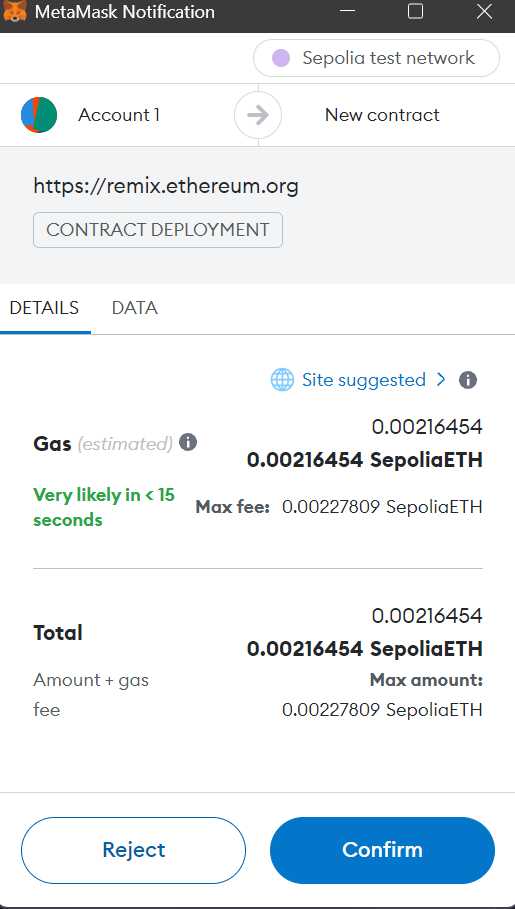 MetaMask Notification
Sepolia test network
Account 1
New contract
https://remix.ethereum.org
CONTRACT DEPLOYMENT
DETAILS DATA
Site suggested
0.00216454
Gas (estimated)
0.00216454 SepoliaETH
Very likely in < 15
seconds
Max fee: 0.00227809 SepoliaETH
0.00216454
Total
0.00216454 SepoliaETH
Amount + gas
fee
Max amount:
0.00227809 SepoliaETH
Reject
Confirm